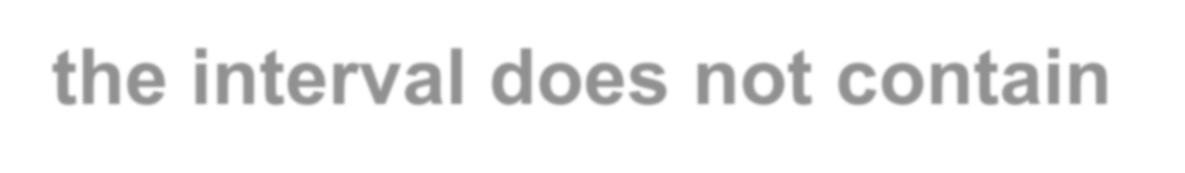 the interval does not contain